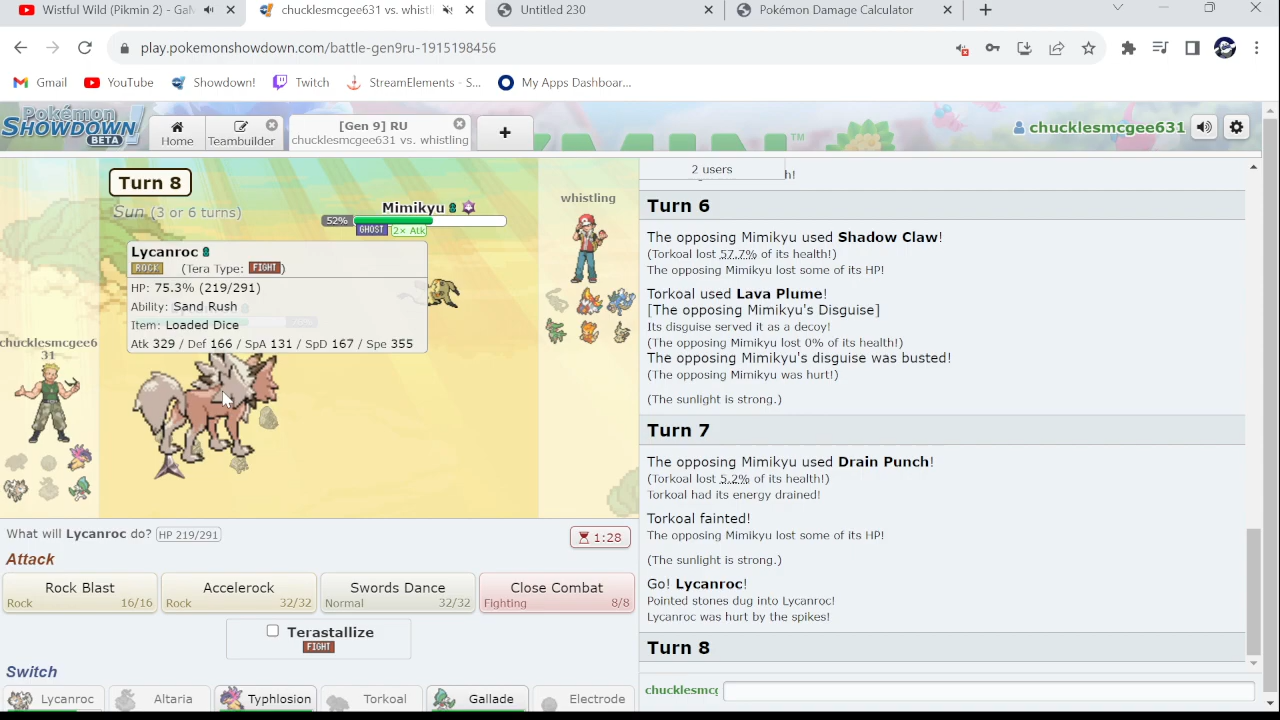 Wistful Wild (Pikmin 2) - GaM
chucklesmcgee631 vs. whistli
Untitled 230
Pokémon Damage Calculator
play.pokemonshowdown.com/battle-gen9ru-1915198456
Gmail
YouTube
Showdown!
Twitch
StreamElements - S...
My Apps Dashboar...
Pokémon
SHOWDOWN
BETA
Home
Teambuilder
[Gen 9] RU
chucklesmcgee631 vs. whistling
chucklesmcgee631
Turn 8
Sun (3 or 6 turns)
Mimikyu
52%
GHOST
2× Atk
whistling
Lycanroc
ROCK (Tera Type: FIGHT)
HP: 75.3% (219/291)
Ability: Sand Rush
Item: Loaded Dice
Atk 329 / Def 166 / SpA 131 / SpD 167 / Spe 355
chucklesmcgee6
31
2 users
h!
Turn 6
The opposing Mimikyu used Shadow Claw!
(Torkoal lost 57.7% of its health!)
The opposing Mimikyu lost some of its HP!
Torkoal used Lava Plume!
[The opposing Mimikyu's Disguise]
Its disguise served it as a decoy!
(The opposing Mimikyu lost 0% of its health!)
The opposing Mimikyu's disguise was busted!
(The opposing Mimikyu was hurt!)
(The sunlight is strong.)
Turn 7
The opposing Mimikyu used Drain Punch!
(Torkoal lost 5.2% of its health!)
Torkoal had its energy drained!
Torkoal fainted!
The opposing Mimikyu lost some of its HP!
(The sunlight is strong.)
Go! Lycanroc!
Pointed stones dug into Lycanroc!
Lycanroc was hurt by the spikes!
Turn 8
chucklesmcg
What will Lycanroc do? HP 219/291
1:28
Attack
Rock Blast
Rock 16/16
Accelerock
Rock 32/32
Swords Dance
Normal 32/32
Close Combat
Fighting 8/8
Terastallize
FIGHT
Switch
Lycanroc
Altaria
Typhlosion
Torkoal
Gallade
Electrode